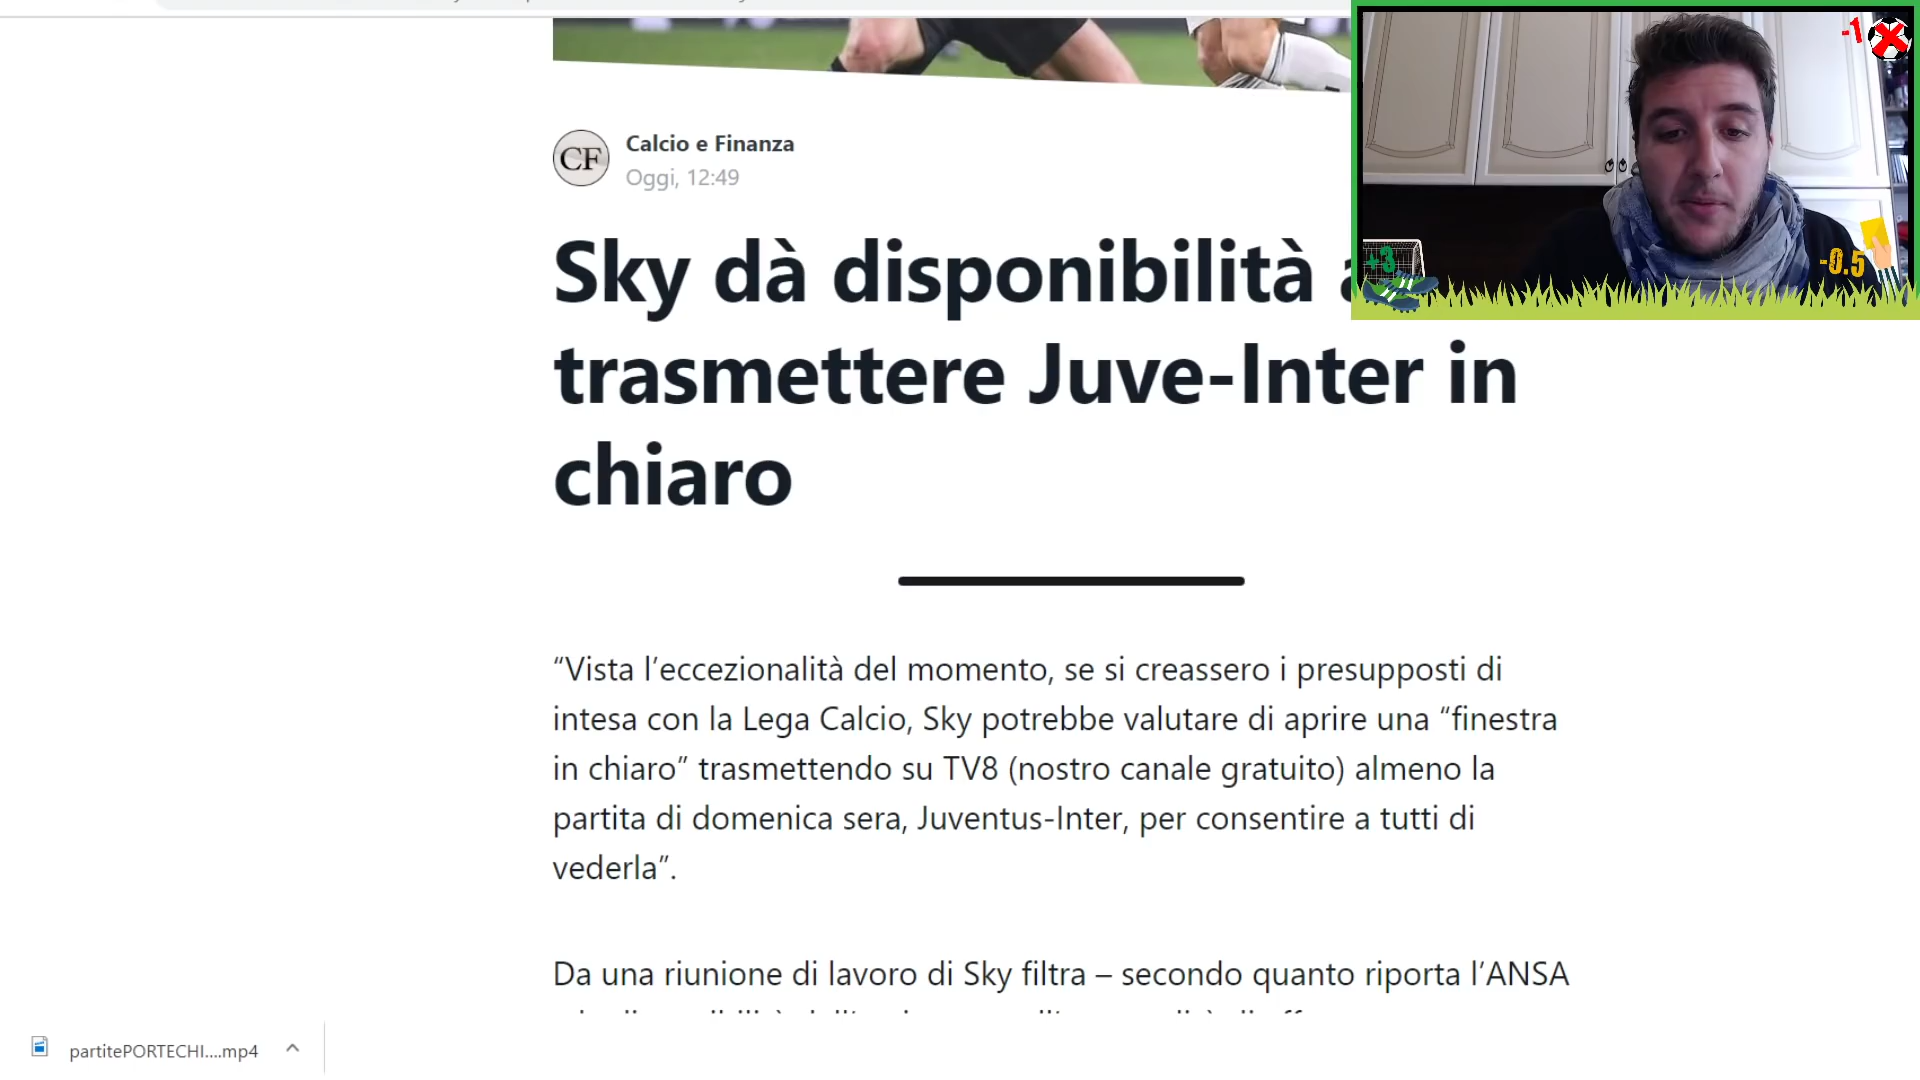 -1
CF
Calcio e Finanza
Oggi, 12:49
Sky dà disponibilità
trasmettere Juve-Inter in
chiaro
+3
-0.5
“Vista l’eccezionalità del momento, se si creassero i presupposti di
intesa con la Lega Calcio, Sky potrebbe valutare di aprire una “finestra
in chiaro” trasmettendo su TV8 (nostro canale gratuito) almeno la
partita di domenica sera, Juventus-Inter, per consentire a tutti di
vederla”.
Da una riunione di lavoro di Sky filtra – secondo quanto riporta l’ANSA
partitePORTECHI....mp4